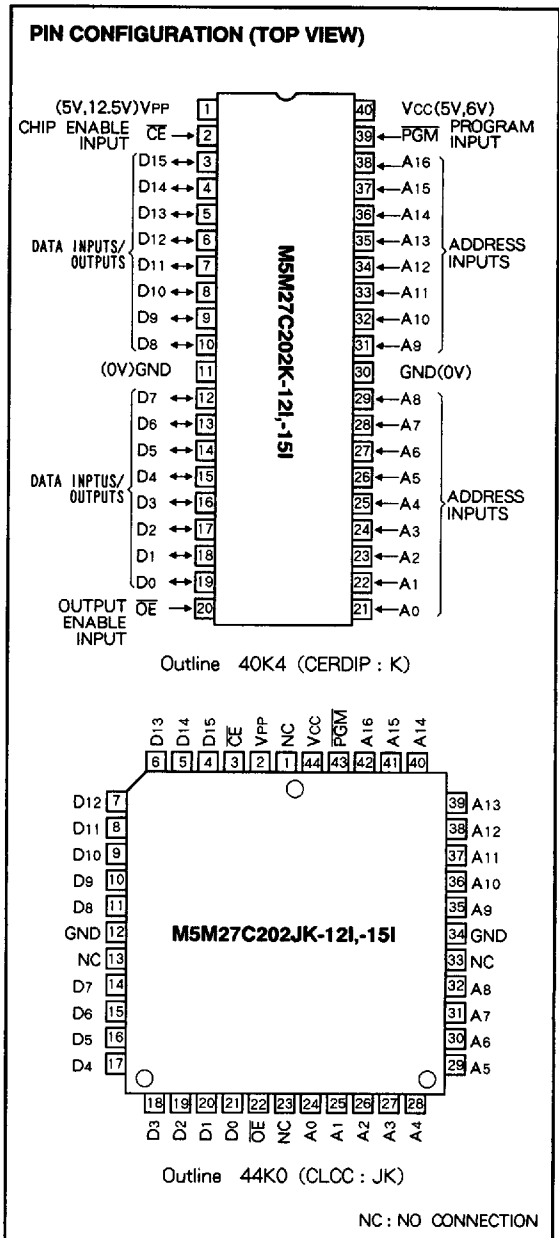 PIN CONFIGURATION (TOP VIEW)
(5V,12.5V)VPP 1 40 VCC(5V,6V)
CHIP ENABLE INPUT CE 2 39 PGM PROGRAM INPUT
D15 3 38 A16
D14 4 37 A15
D13 5 36 A14
DATA INPUTS/ OUTPUTS D12 6 35 A13 ADDRESS INPUTS
D11 7 34 A12
D10 8 33 A11
D9 9 32 A10
D8 10 31 A9
(0V)GND 11 30 GND(0V)
D7 12 29 A8
D6 13 28 A7
D5 14 27 A6
DATA INPTUS/ OUTPUTS D4 15 26 A5 ADDRESS INPUTS
D3 16 25 A4
D2 17 24 A3
D1 18 23 A2
D0 19 22 A1
OUTPUT ENABLE INPUT OE 20 21 A0
M5M27C202K-12I,-15I
Outline 40K4 (CERDIP : K)
D13 D14 D15 CE VPP NC VCC PGM A16 A15 A14
6 5 4 3 2 1 44 43 42 41 40
D12 7 39 A13
D11 8 38 A12
D10 9 37 A11
D9 10 36 A10
D8 11 35 A9
GND 12 34 GND
M5M27C202JK-12I,-15I
NC 13 33 NC
D7 14 32 A8
D6 15 31 A7
D5 16 30 A6
D4 17 29 A5
18 19 20 21 22 23 24 25 26 27 28
D3 D2 D1 D0 OE NC A0 A1 A2 A3 A4
Outline 44K0 (CLCC : JK)
NC : NO CONNECTION